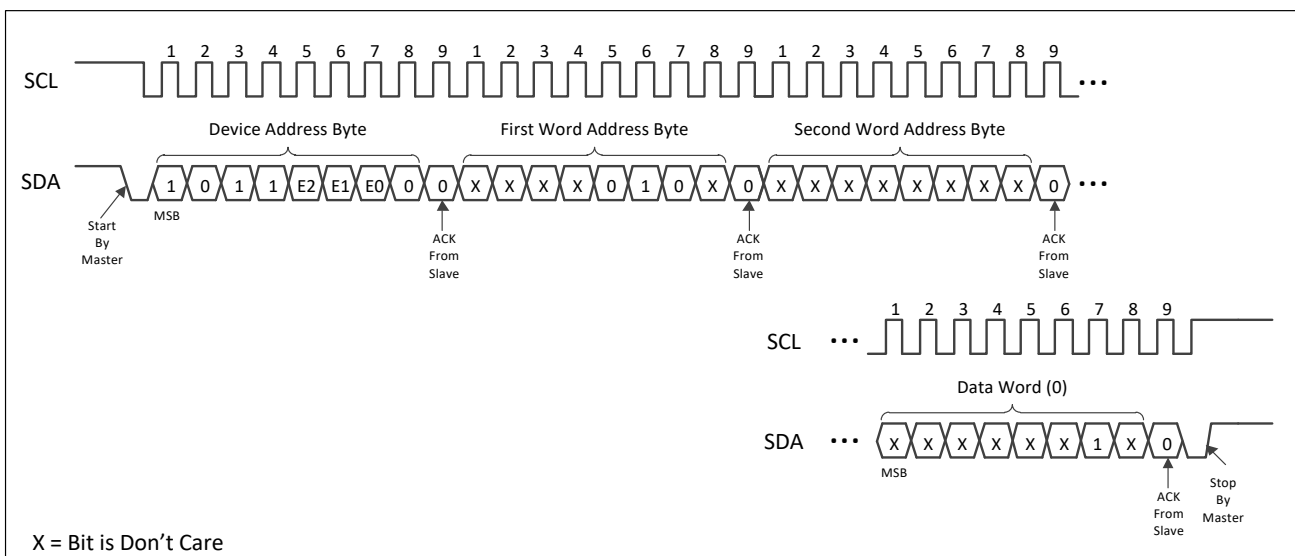 1 2 3 4 5 6 7 8 9 1 2 3 4 5 6 7 8 9 1 2 3 4 5 6 7 8 9
SCL
•••
Device Address Byte First Word Address Byte Second Word Address Byte
SDA
1 0 1 1 E2 E1 E0 0 0 X X X X 0 1 0 X 0 X X X X X X X X 0
•••
MSB
Start
By
Master
ACK
From
Slave
ACK
From
Slave
ACK
From
Slave
1 2 3 4 5 6 7 8 9
SCL •••
Data Word (0)
SDA •••
X X X X X X 1 X 0
MSB
ACK
From
Slave
Stop
By
Master
X = Bit is Don’t Care